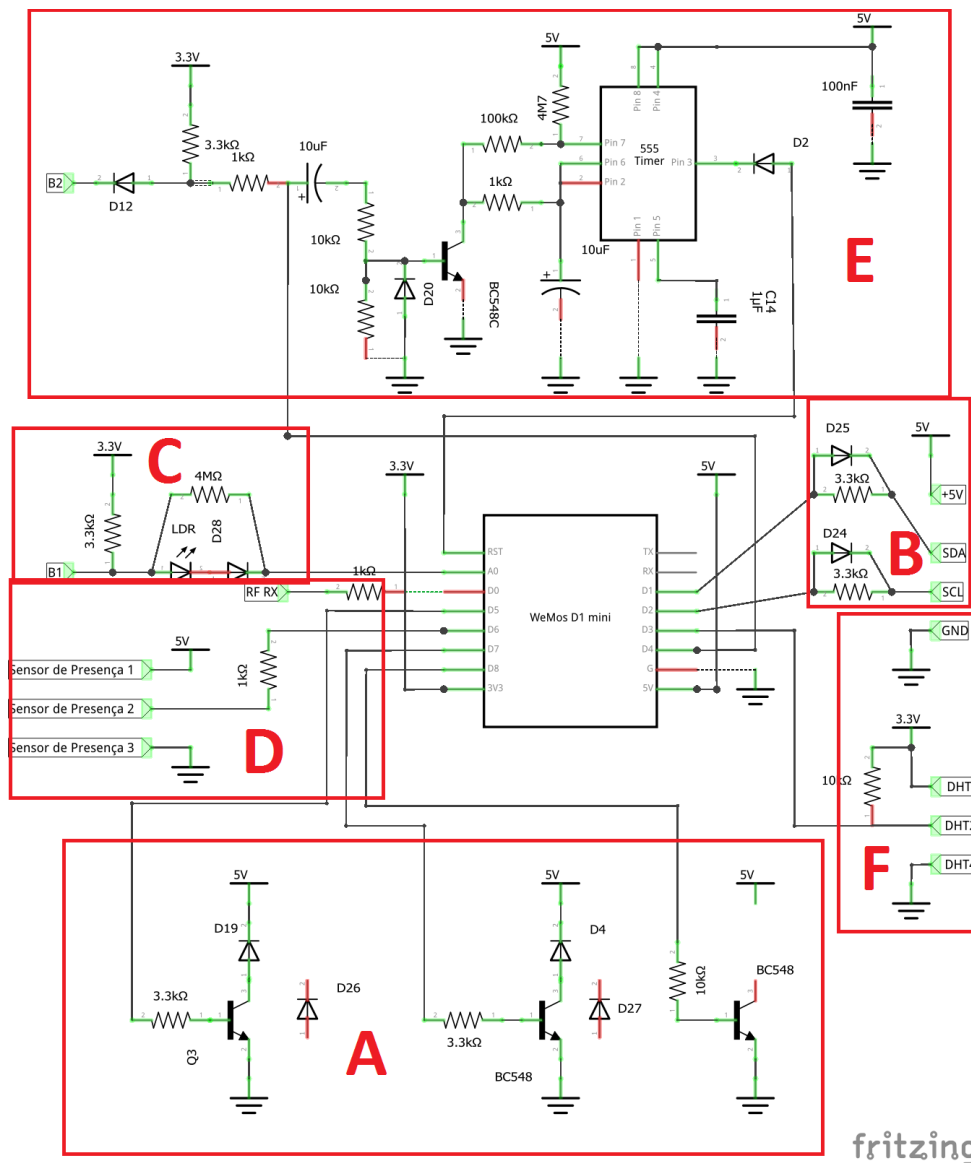 5V
5V
3.3V
100nF
4M7
100kΩ
10uF
3.3kΩ
1kΩ
Pin 8
Pin 4
Pin 7
555
Timer
Pin 3
D2
Pin 6
Pin 2
1kΩ
B2
D12
10kΩ
Pin 1
Pin 5
10uF
E
10kΩ
D20
BC548C
C14
1µF
C
3.3V
4MΩ
3.3kΩ
LDR
D28
B1
3.3V
5V
D25
5V
3.3kΩ
+5V
D24
B
SDA
3.3kΩ
SCL
RST
TX
A0
RX
1kΩ
RF RX
D0
D1
D5
WeMos D1 mini
D2
D6
D3
D7
D4
D8
G
3V3
5V
5V
Sensor de Presença 1
1kΩ
Sensor de Presença 2
Sensor de Presença 3
D
GND
3.3V
10kΩ
DHT
DHT
DHT4
F
5V
5V
5V
D19
D4
D26
BC548
10kΩ
3.3kΩ
D27
3.3kΩ
Q3
A
BC548
fritzing